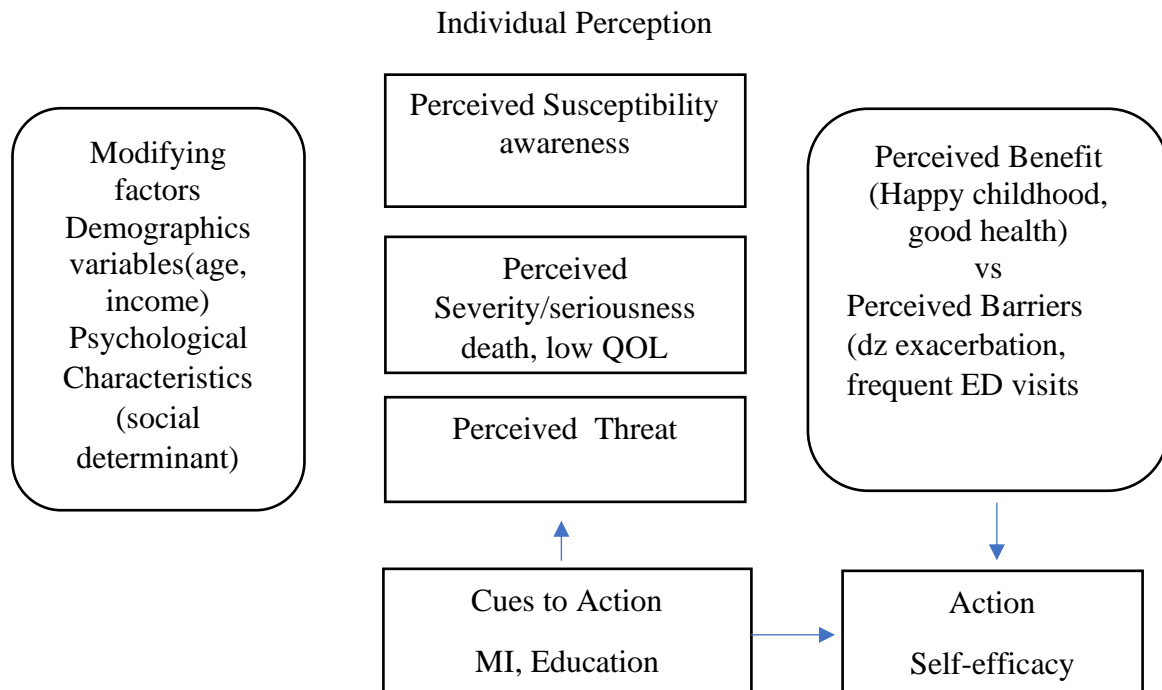 Individual Perception
Modifying
factors
Demographics
variables(age,
income)
Psychological
Characteristics
(social
determinant)
Perceived Susceptibility
awareness
Perceived
Severity/seriousness
death, low QOL
Perceived Threat
Perceived Benefit
(Happy childhood,
good health)
vs
Perceived Barriers
(dz exacerbation,
frequent ED visits
Cues to Action
MI, Education
Action
Self-efficacy